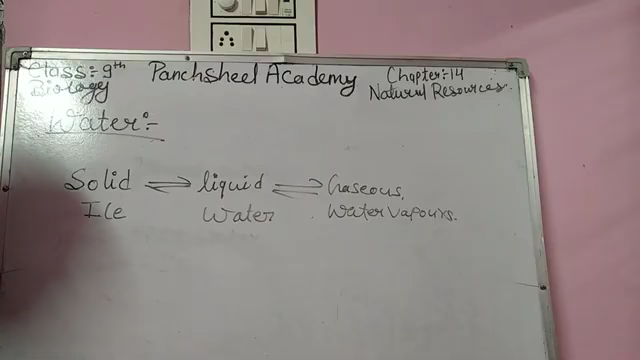 Class:- 9th Panchsheel Academy Chapter:-14
Biology Natural Resources.
Water:-
Solid ⇌ liquid ⇌ Gaseous.
Ice Water Water Vapours.